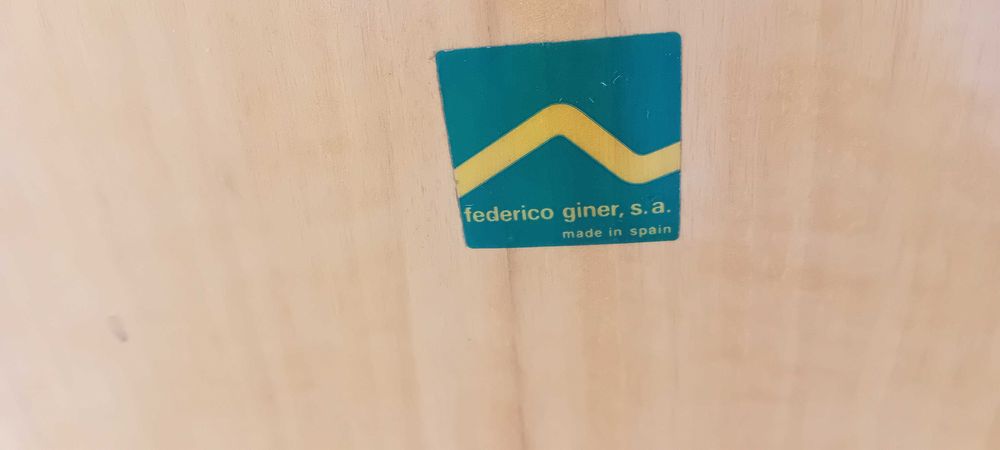 federico giner, s.a.
made in spain